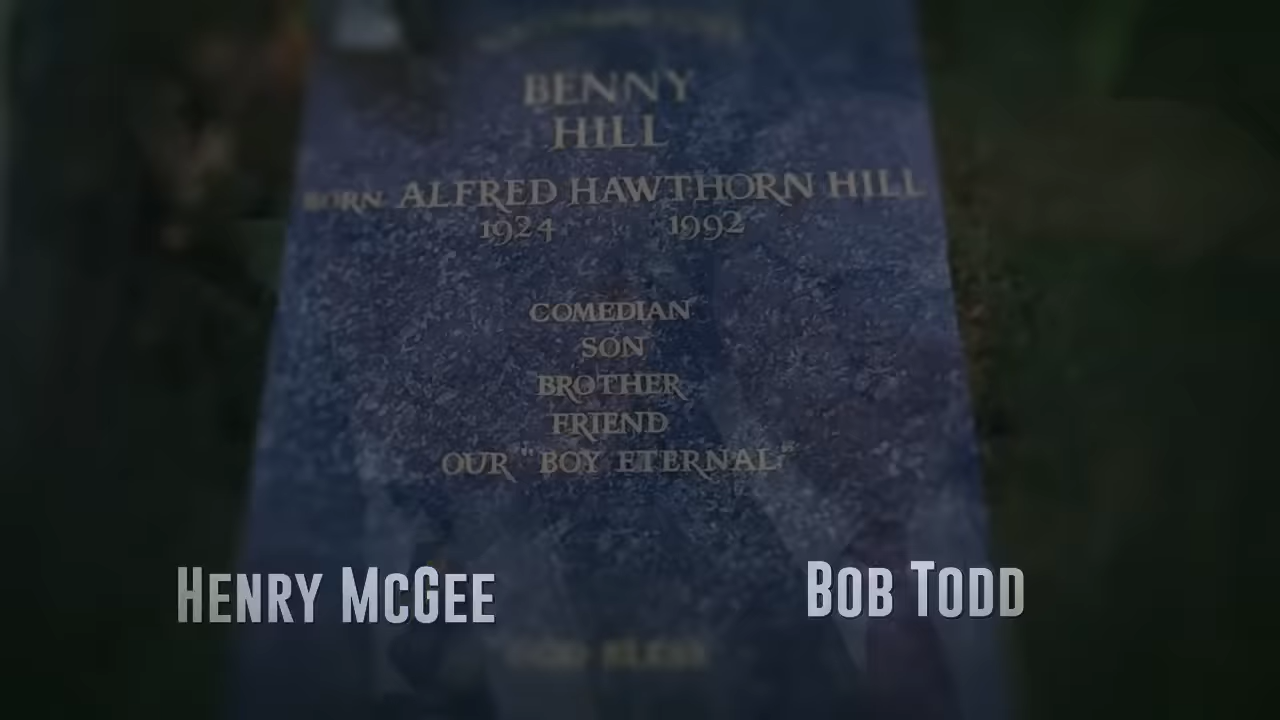 BENNY
HILL
BORN ALFRED HAWTHORN HILL
1924 1992
COMEDIAN
SON
BROTHER
FRIEND
OUR "BOY ETERNAL"
HENRY MCGEE BOB TODD